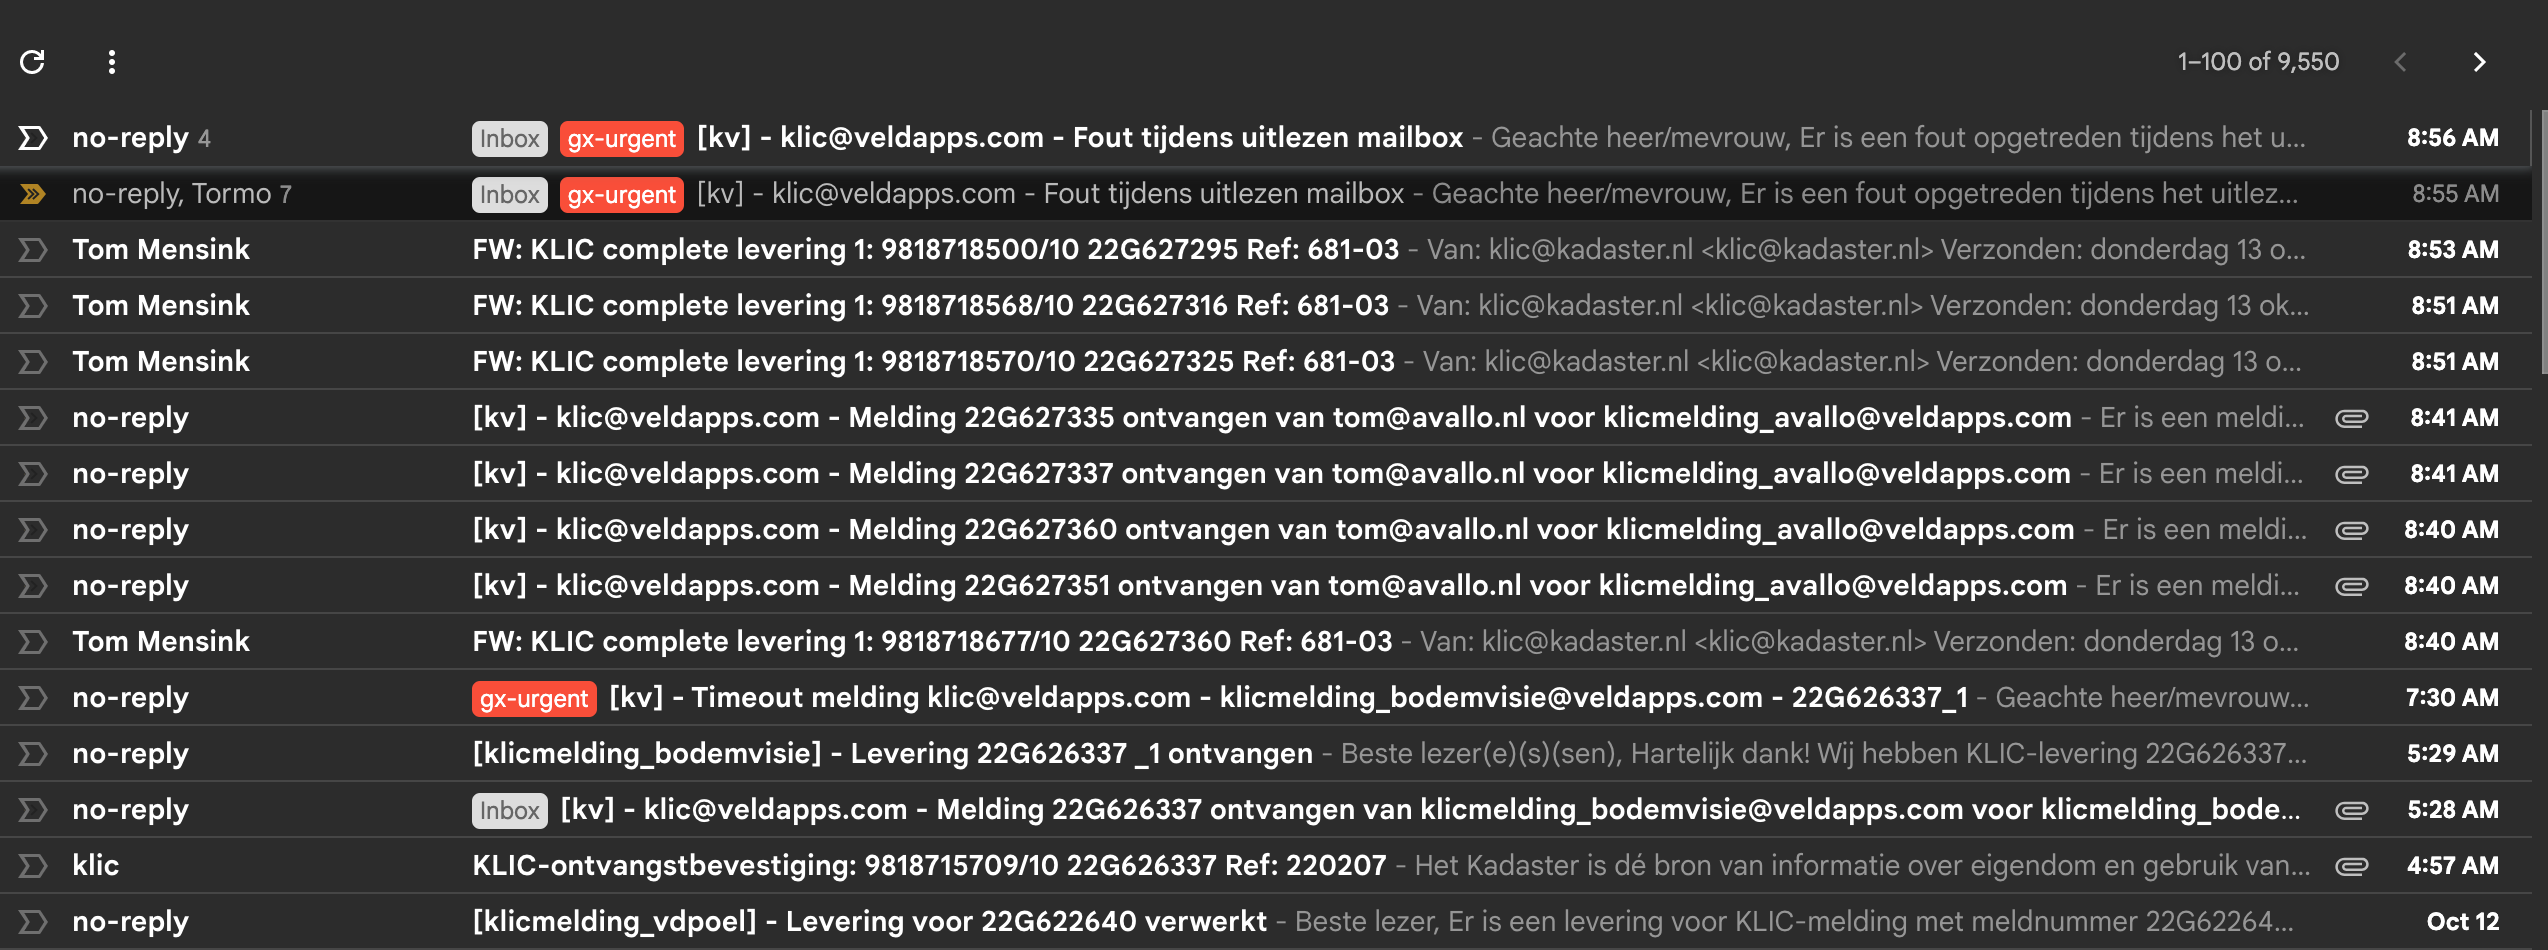 1–100 of 9,550
no-reply 4 Inbox gx-urgent [kv] - klic@veldapps.com - Fout tijdens uitlezen mailbox - Geachte heer/mevrouw, Er is een fout opgetreden tijdens het u... 8:56 AM
no-reply, Tormo 7 Inbox gx-urgent [kv] - klic@veldapps.com - Fout tijdens uitlezen mailbox - Geachte heer/mevrouw, Er is een fout opgetreden tijdens het uitlez... 8:55 AM
Tom Mensink FW: KLIC complete levering 1: 9818718500/10 22G627295 Ref: 681-03 - Van: klic@kadaster.nl <klic@kadaster.nl> Verzonden: donderdag 13 o... 8:53 AM
Tom Mensink FW: KLIC complete levering 1: 9818718568/10 22G627316 Ref: 681-03 - Van: klic@kadaster.nl <klic@kadaster.nl> Verzonden: donderdag 13 ok... 8:51 AM
Tom Mensink FW: KLIC complete levering 1: 9818718570/10 22G627325 Ref: 681-03 - Van: klic@kadaster.nl <klic@kadaster.nl> Verzonden: donderdag 13 o... 8:51 AM
no-reply [kv] - klic@veldapps.com - Melding 22G627335 ontvangen van tom@avallo.nl voor klicmelding_avallo@veldapps.com - Er is een meldi... 8:41 AM
no-reply [kv] - klic@veldapps.com - Melding 22G627337 ontvangen van tom@avallo.nl voor klicmelding_avallo@veldapps.com - Er is een meldi... 8:41 AM
no-reply [kv] - klic@veldapps.com - Melding 22G627360 ontvangen van tom@avallo.nl voor klicmelding_avallo@veldapps.com - Er is een meldi... 8:40 AM
no-reply [kv] - klic@veldapps.com - Melding 22G627351 ontvangen van tom@avallo.nl voor klicmelding_avallo@veldapps.com - Er is een meldi... 8:40 AM
Tom Mensink FW: KLIC complete levering 1: 9818718677/10 22G627360 Ref: 681-03 - Van: klic@kadaster.nl <klic@kadaster.nl> Verzonden: donderdag 13 o... 8:40 AM
no-reply gx-urgent [kv] - Timeout melding klic@veldapps.com - klicmelding_bodemvisie@veldapps.com - 22G626337_1 - Geachte heer/mevrouw... 7:30 AM
no-reply [klicmelding_bodemvisie] - Levering 22G626337 _1 ontvangen - Beste lezer(e)(s)(sen), Hartelijk dank! Wij hebben KLIC-levering 22G626337... 5:29 AM
no-reply Inbox [kv] - klic@veldapps.com - Melding 22G626337 ontvangen van klicmelding_bodemvisie@veldapps.com voor klicmelding_bode... 5:28 AM
klic KLIC-ontvangstbevestiging: 9818715709/10 22G626337 Ref: 220207 - Het Kadaster is dé bron van informatie over eigendom en gebruik van... 4:57 AM
no-reply [klicmelding_vdpoel] - Levering voor 22G622640 verwerkt - Beste lezer, Er is een levering voor KLIC-melding met meldnummer 22G62264... Oct 12